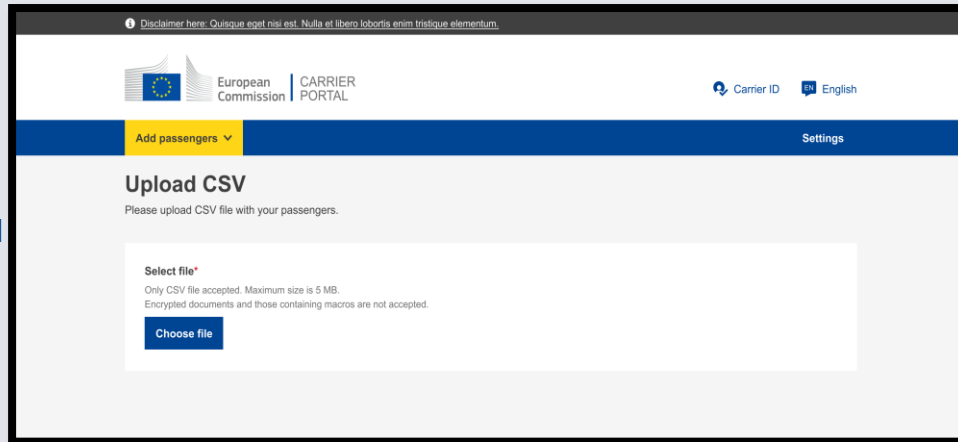 Disclaimer here: Quisque eget nisi est. Nulla et libero lobortis enim tristique elementum.
European Commission
CARRIER PORTAL
Carrier ID
EN English
Add passengers
Settings
Upload CSV
Please upload CSV file with your passengers.
Select file*
Only CSV file accepted. Maximum size is 5 MB.
Encrypted documents and those containing macros are not accepted.
Choose file